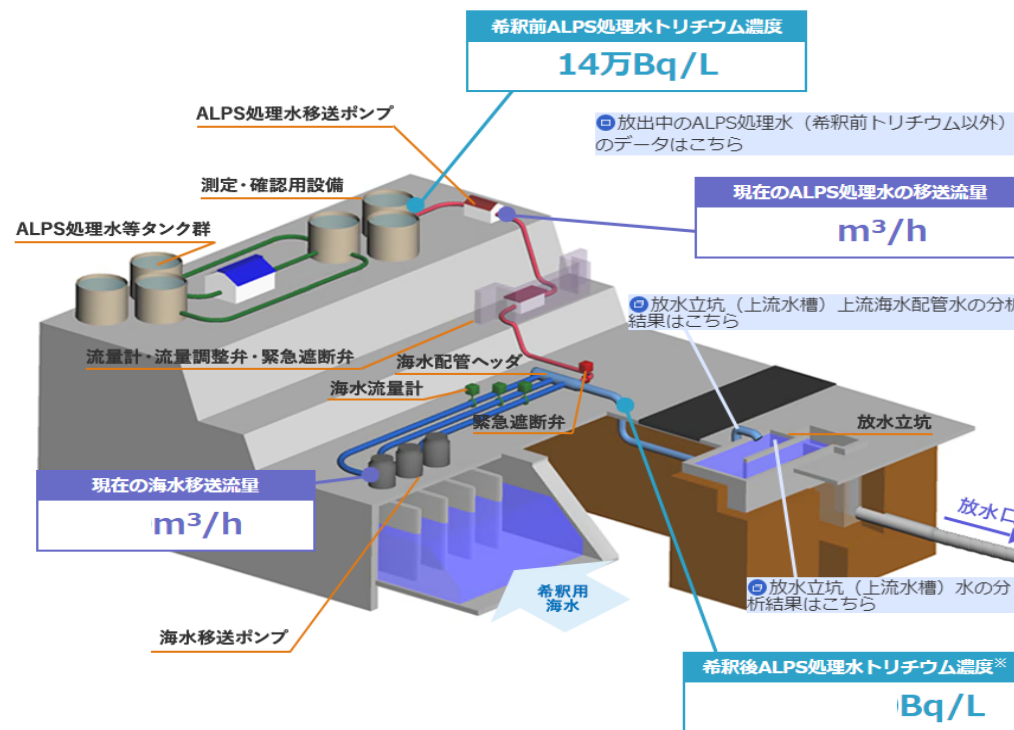 希釈前ALPS処理水トリチウム濃度
14万Bq/L
ALPS処理水移送ポンプ
放出中のALPS処理水（希釈前トリチウム以外）
のデータはこちら
測定・確認用設備
現在のALPS処理水の移送流量
m³/h
ALPS処理水等タンク群
放水立坑（上流水槽）上流海水配管水の分析
結果はこちら
流量計・流量調整弁・緊急遮断弁
海水配管ヘッダ
海水流量計
緊急遮断弁
放水立坑
現在の海水移送流量
m³/h
放水口
希釈用
海水
放水立坑（上流水槽）水の分
析結果はこちら
海水移送ポンプ
希釈後ALPS処理水トリチウム濃度※
Bq/L